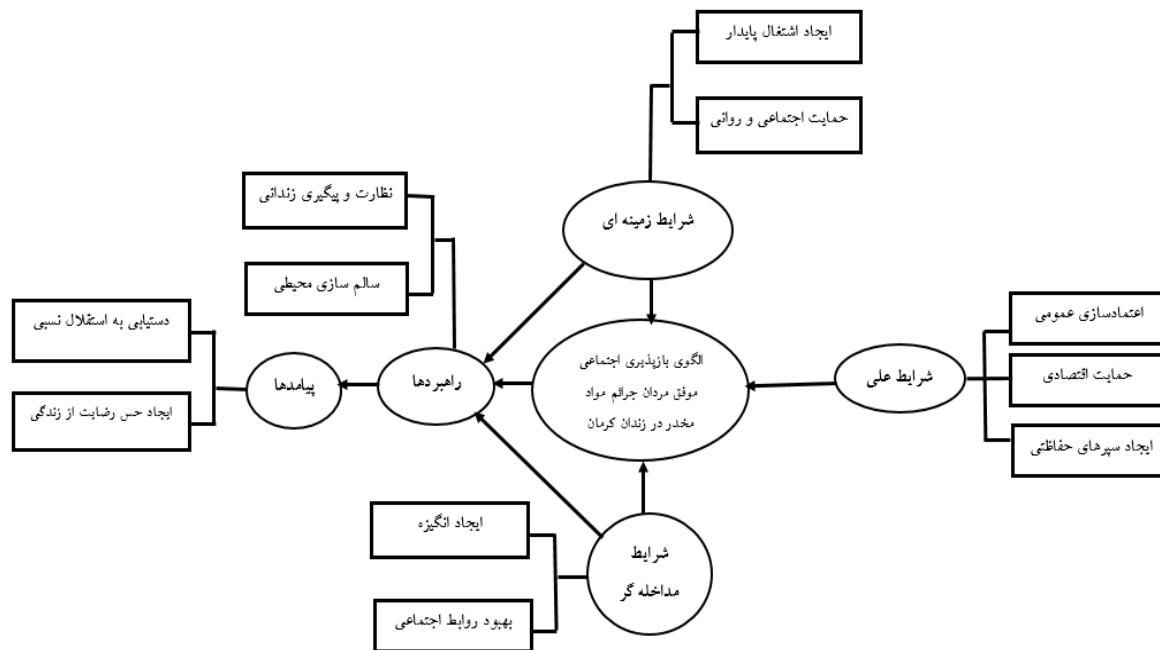 ایجاد اشتغال پایدار
حمایت اجتماعی و روانی
شرایط زمینه ای
نظارت و پیگیری زندانی
سالم سازی محیطی
اعتمادسازی عمومی
حمایت اقتصادی
ایجاد سپرهای حفاظتی
شرایط علی
الگوی بازپذیری اجتماعی
موفق مردان جرائم مواد
مخدر در زندان کرمان
راهبردها
پیامدها
دستیابی به استقلال نسبی
ایجاد حس رضایت از زندگی
شرایط
مداخله گر
ایجاد انگیزه
بهبود روابط اجتماعی